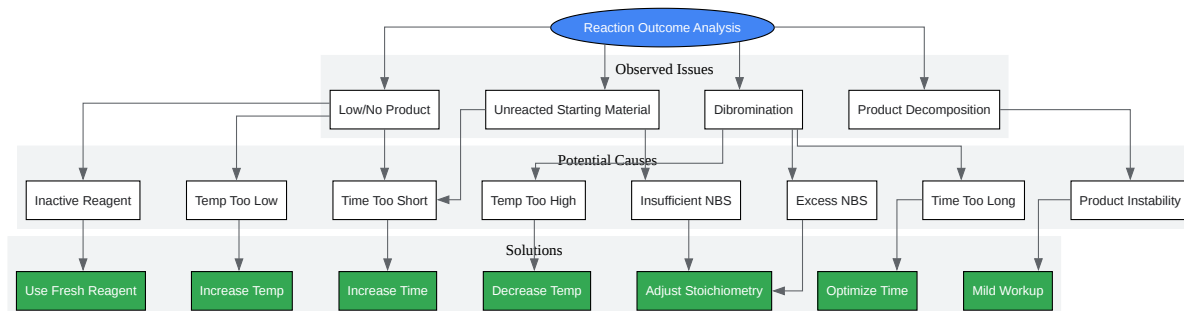 Reaction Outcome Analysis
Observed Issues
Low/No Product
Unreacted Starting Material
Dibromination
Product Decomposition
Potential Causes
Inactive Reagent
Temp Too Low
Time Too Short
Temp Too High
Insufficient NBS
Excess NBS
Time Too Long
Product Instability
Solutions
Use Fresh Reagent
Increase Temp
Increase Time
Decrease Temp
Adjust Stoichiometry
Optimize Time
Mild Workup